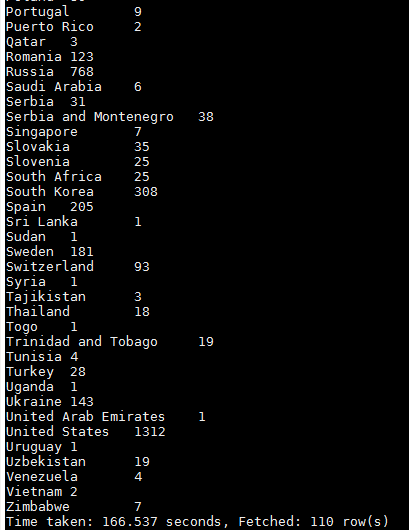 Portugal 9
Puerto Rico 2
Qatar 3
Romania 123
Russia 768
Saudi Arabia 6
Serbia 31
Serbia and Montenegro 38
Singapore 7
Slovakia 35
Slovenia 25
South Africa 25
South Korea 308
Spain 205
Sri Lanka 1
Sudan 1
Sweden 181
Switzerland 93
Syria 1
Tajikistan 3
Thailand 18
Togo 1
Trinidad and Tobago 19
Tunisia 4
Turkey 28
Uganda 1
Ukraine 143
United Arab Emirates 1
United States 1312
Uruguay 1
Uzbekistan 19
Venezuela 4
Vietnam 2
Zimbabwe 7
Time taken: 166.537 seconds, Fetched: 110 row(s)